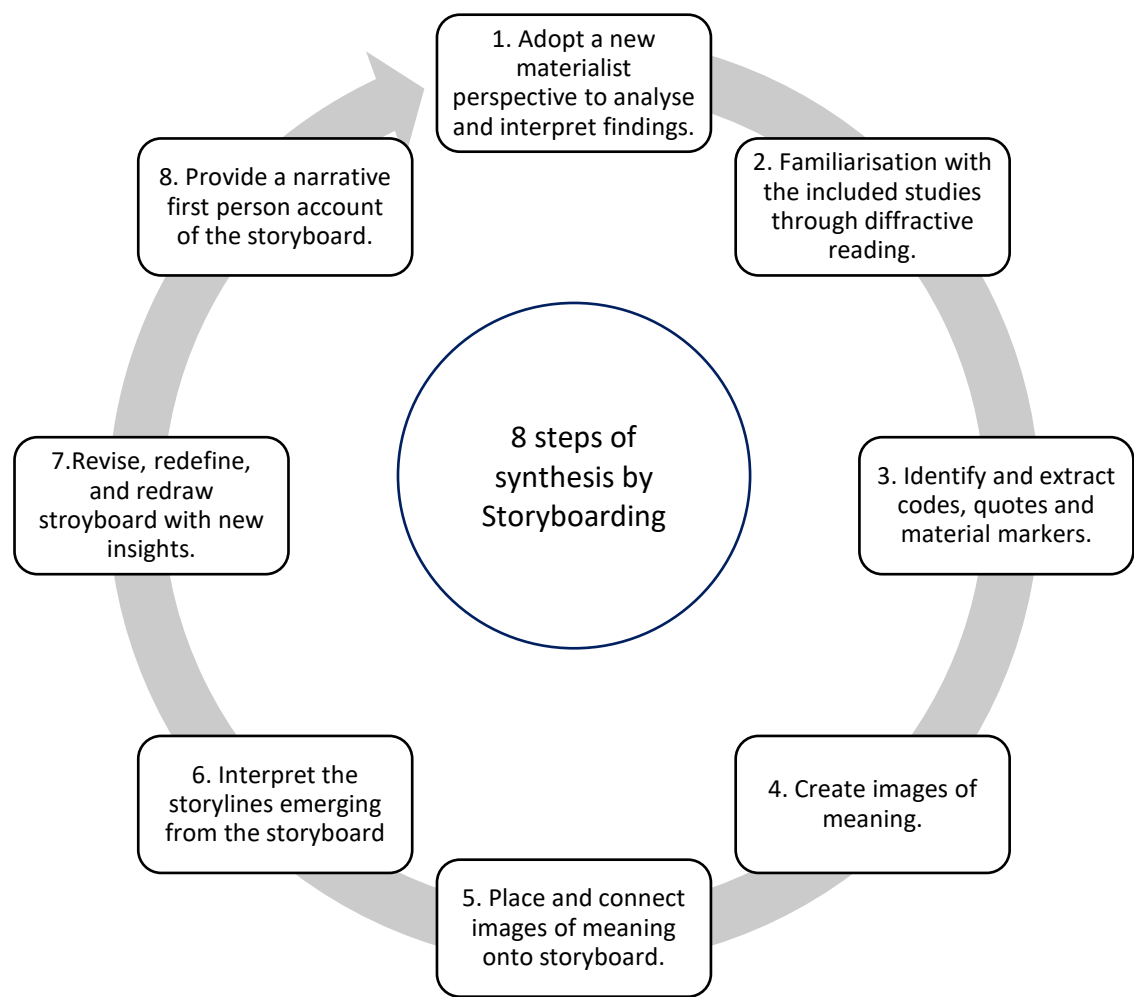 1. Adopt a new
materialist
perspective to analyse
and interpret findings.
2. Familiarisation with
the included studies
through diffractive
reading.
3. Identify and extract
codes, quotes and
material markers.
4. Create images of
meaning.
5. Place and connect
images of meaning
onto storyboard.
6. Interpret the
storylines emerging
from the storyboard
7.Revise, redefine,
and redraw
stroyboard with new
insights.
8. Provide a narrative
first person account
of the storyboard.
8 steps of
synthesis by
Storyboarding